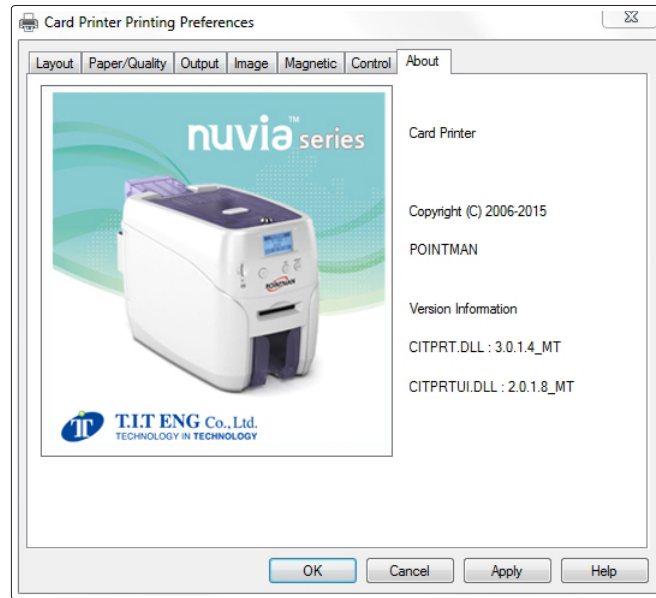 Card Printer Printing Preferences
Layout Paper/Quality Output Image Magnetic Control About
nuvia™ series
Card Printer
Copyright (C) 2006-2015
POINTMAN
POINTMAN
Version Information
CITPRT.DLL : 3.0.1.4_MT
CITPRTUI.DLL : 2.0.1.8_MT
T.I.T ENG Co., Ltd.
TECHNOLOGY IN TECHNOLOGY
OK Cancel Apply Help